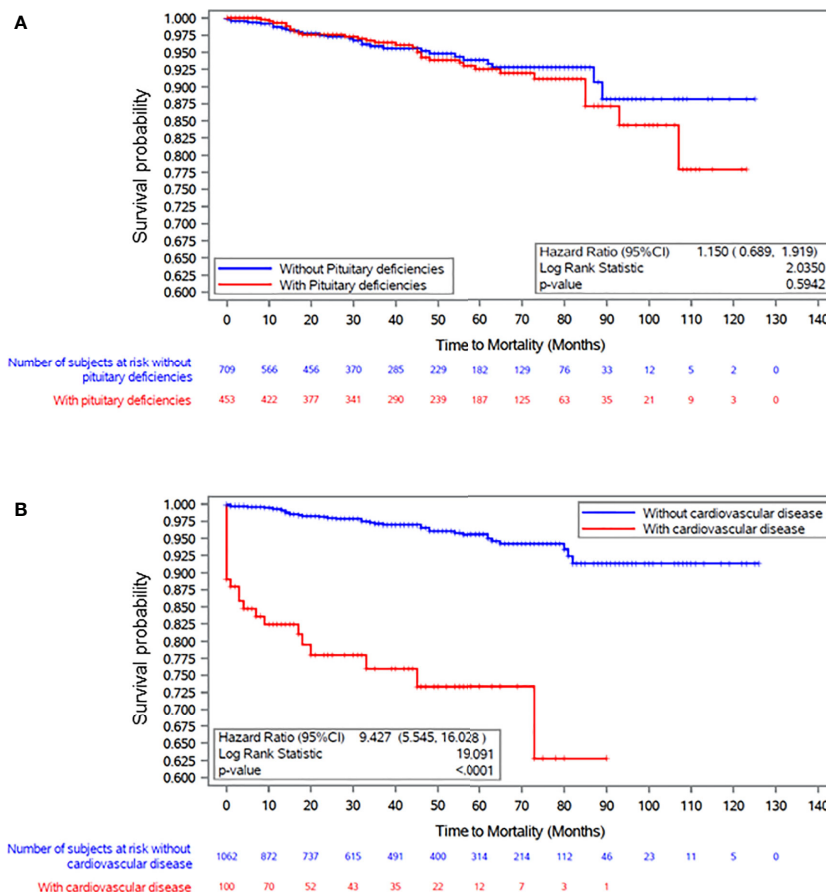 A
1.000
0.975
0.950
0.925
0.900
0.875
0.850
0.825
0.800
0.775
0.750
0.725
0.700
0.675
0.650
0.625
0.600
Survival probability
Without Pituitary deficiencies
With Pituitary deficiencies
Hazard Ratio (95%CI) 1.150 ( 0.689, 1.919)
Log Rank Statistic 2.0350
p-value 0.5942
0 10 20 30 40 50 60 70 80 90 100 110 120 130 140
Time to Mortality (Months)
Number of subjects at risk without
pituitary deficiencies 709 566 456 370 285 229 182 129 76 33 12 5 2 0
With pituitary deficiencies 453 422 377 341 290 239 187 125 63 35 21 9 3 0
B
1.000
0.975
0.950
0.925
0.900
0.875
0.850
0.825
0.800
0.775
0.750
0.725
0.700
0.675
0.650
0.625
0.600
Survival probability
Without cardiovascular disease
With cardiovascular disease
Hazard Ratio (95%CI) 9.427 (5.545, 16.028 )
Log Rank Statistic 19.091
p-value <.0001
0 10 20 30 40 50 60 70 80 90 100 110 120 130 140
Time to Mortality (Months)
Number of subjects at risk without
cardiovascular disease 1062 872 737 615 491 400 314 214 112 46 23 11 5 0
With cardiovascular disease 100 70 52 43 35 22 12 7 3 1